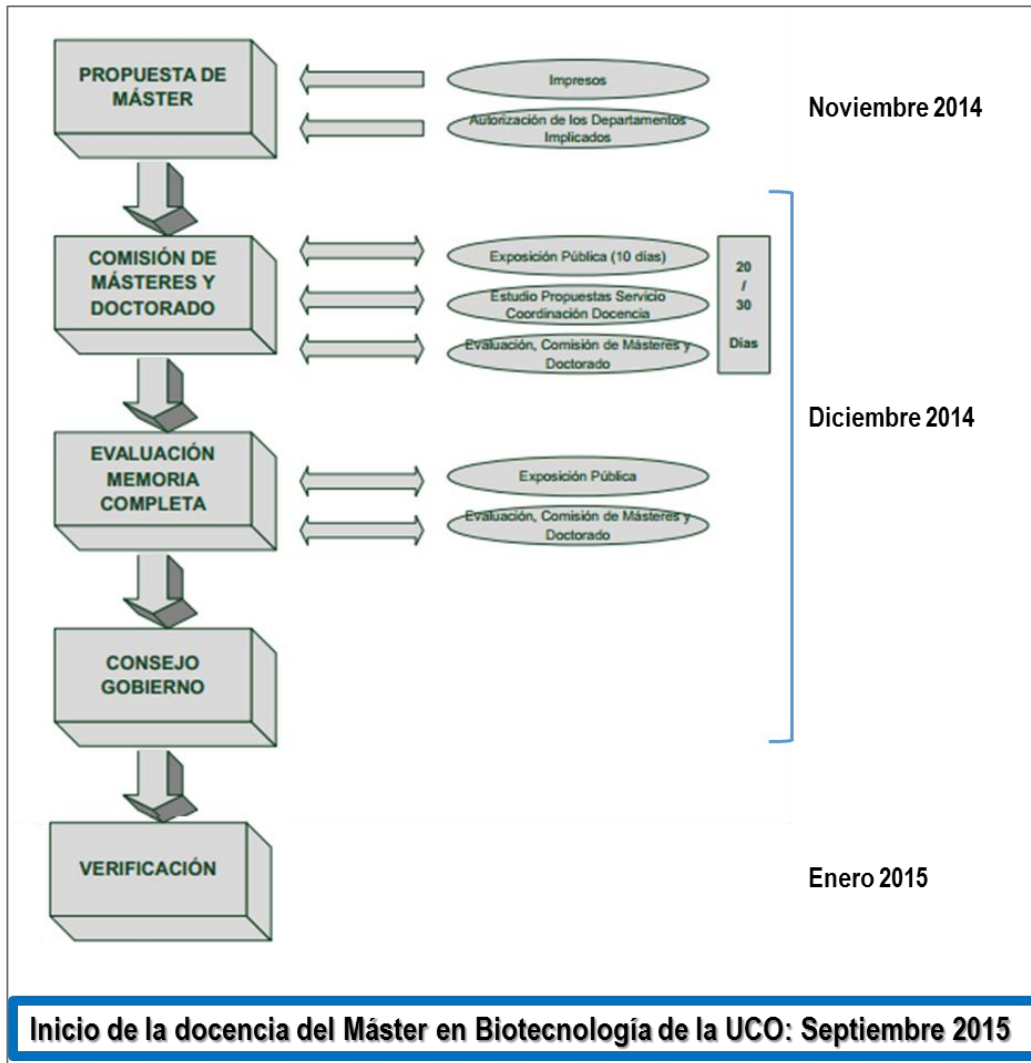 PROPUESTA DE
MÁSTER
Impresos
Autorización de los Departamentos
Implicados
Noviembre 2014
COMISIÓN DE
MÁSTERES Y
DOCTORADO
Exposición Pública (10 días)
Estudio Propuestas Servicio
Coordinación Docencia
Evaluación, Comisión de Másteres y
Doctorado
20
/
30
Días
Diciembre 2014
EVALUACIÓN
MEMORIA
COMPLETA
Exposición Pública
Evaluación, Comisión de Másteres y
Doctorado
CONSEJO
GOBIERNO
VERIFICACIÓN
Enero 2015
Inicio de la docencia del Máster en Biotecnología de la UCO: Septiembre 2015